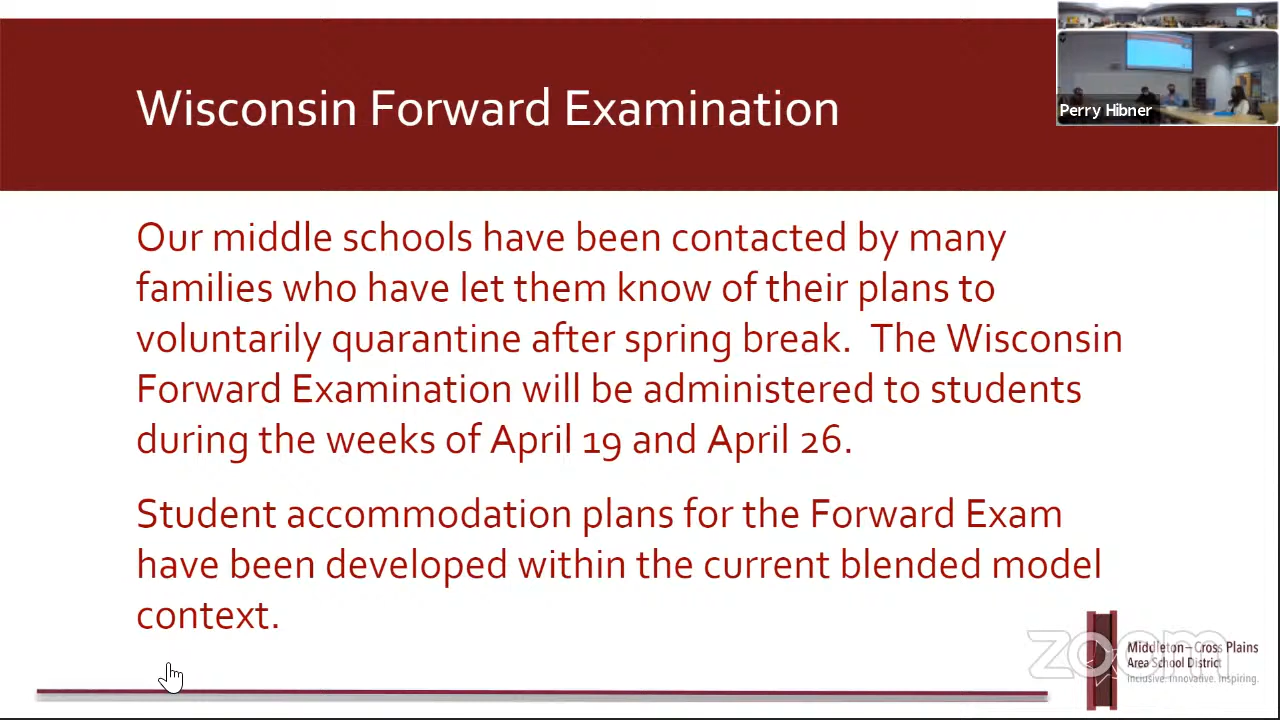 Wisconsin Forward Examination
Perry Hibner
Our middle schools have been contacted by many
families who have let them know of their plans to
voluntarily quarantine after spring break.  The Wisconsin
Forward Examination will be administered to students
during the weeks of April 19 and April 26.
Student accommodation plans for the Forward Exam
have been developed within the current blended model
context.
zoom
Middleton–Cross Plains
Area School District
Inclusive. Innovative. Inspiring.